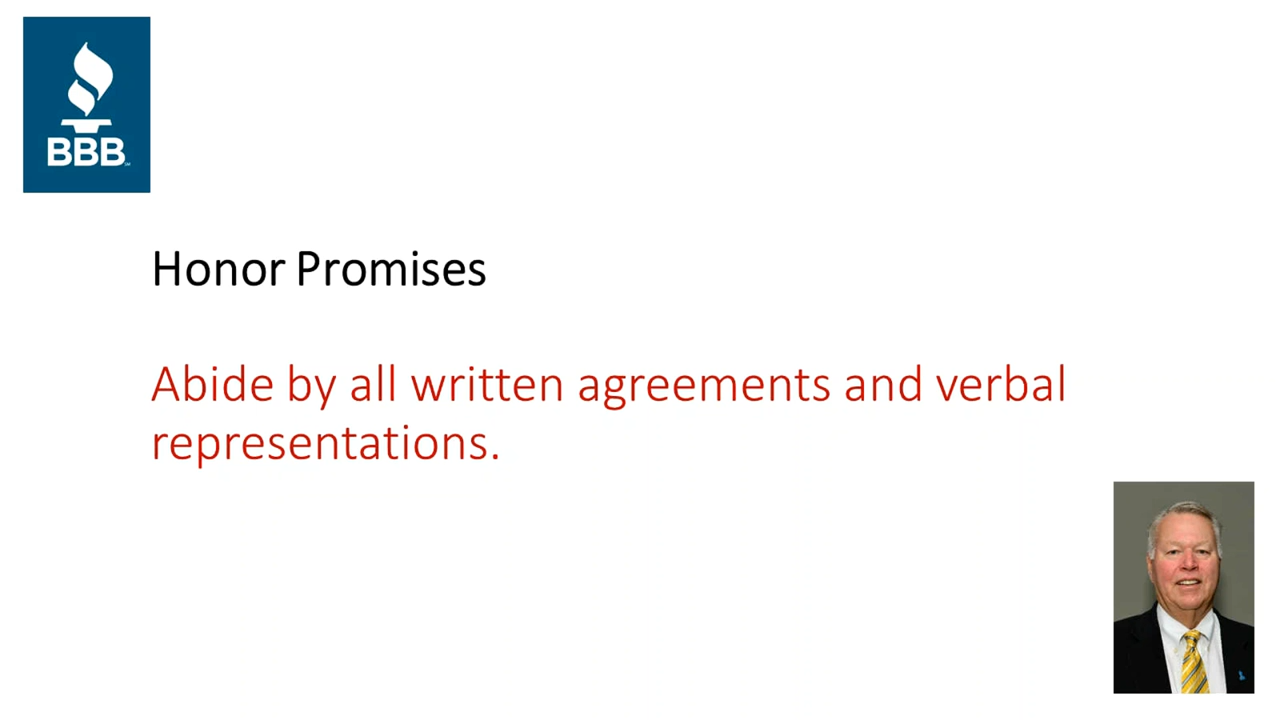 BBB
Honor Promises
Abide by all written agreements and verbal
representations.